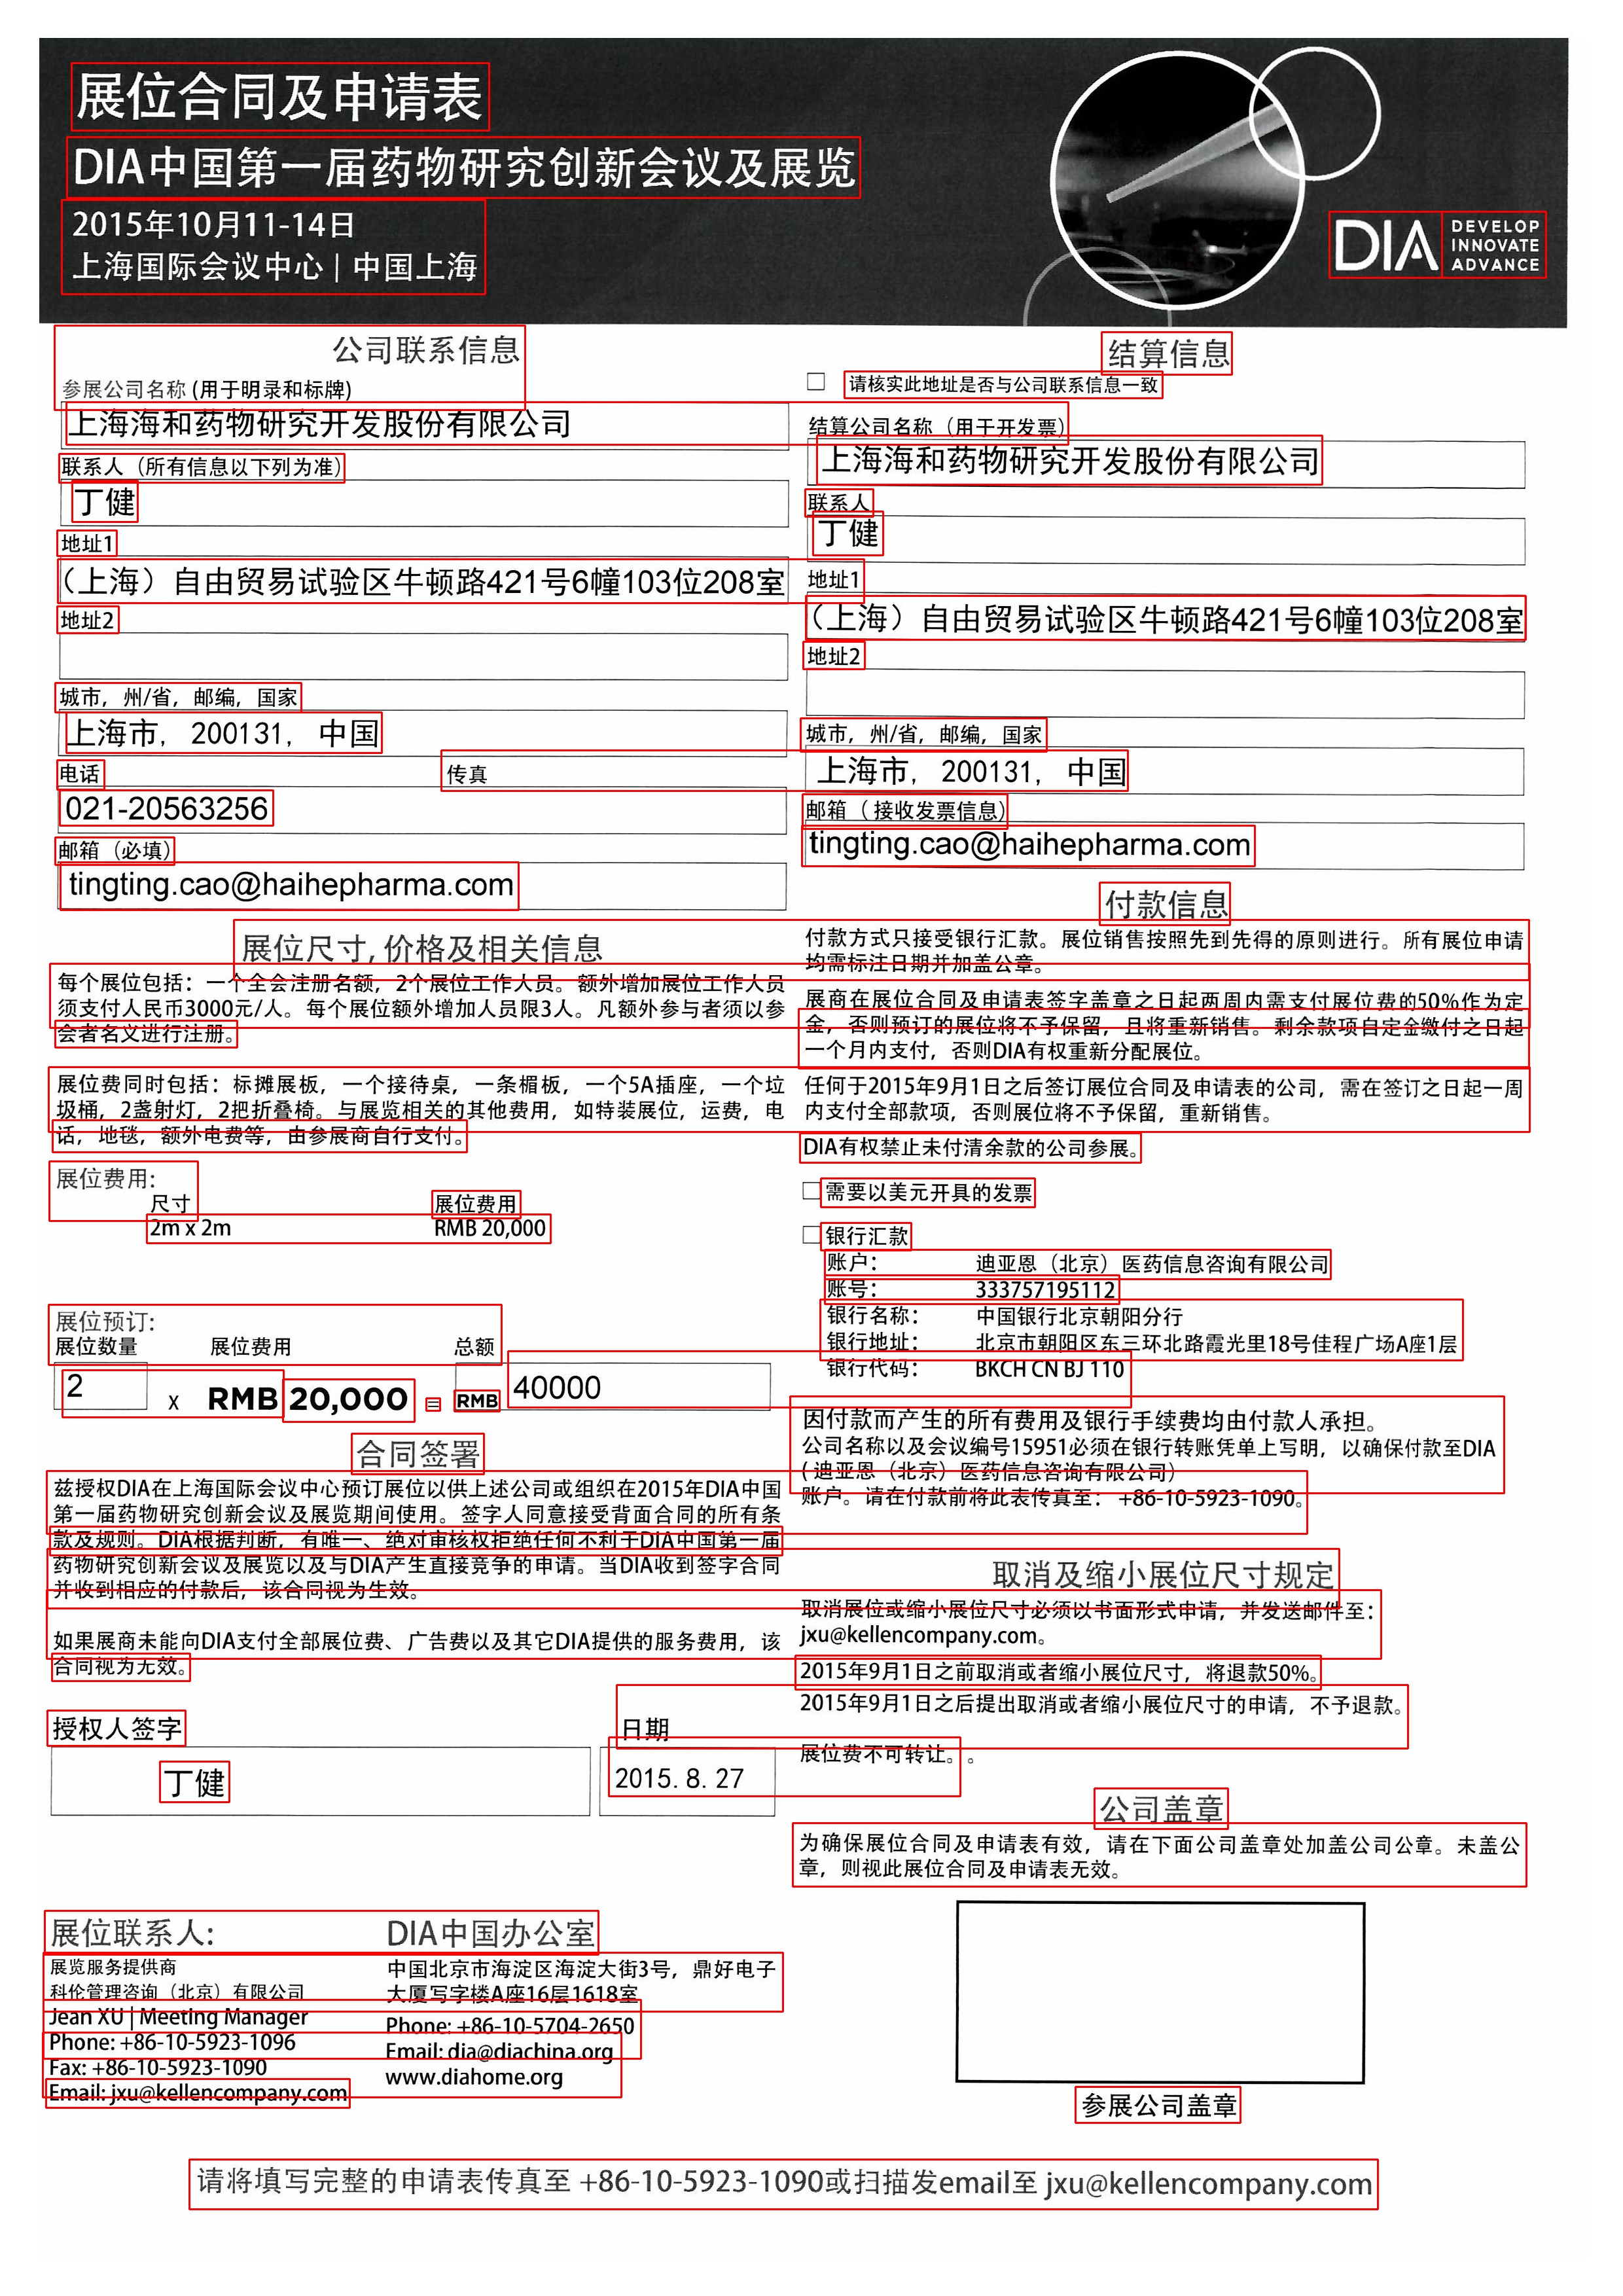 展位合同及申请表
DIA中国第一届药物研究创新会议及展览
2015年10月11-14日
上海国际会议中心 | 中国上海
DIA
DEVELOP
INNOVATE
ADVANCE
公司联系信息
参展公司名称 (用于明录和标牌)
上海海和药物研究开发股份有限公司
联系人（所有信息以下列为准）
丁健
地址1
（上海）自由贸易试验区牛顿路421号6幢103位208室
地址2
城市，州/省，邮编，国家
上海市, 200131, 中国
电话 传真
021-20563256
邮箱（必填）
tingting.cao@haihepharma.com
展位尺寸, 价格及相关信息
每个展位包括：一个全会注册名额，2个展位工作人员。额外增加展位工作人员
须支付人民币3000元/人。每个展位额外增加人员限3人。凡额外参与者须以参
会者名义进行注册。
展位费同时包括：标摊展板，一个接待桌，一条楣板，一个5A插座，一个垃
圾桶，2盏射灯，2把折叠椅。与展览相关的其他费用，如特装展位，运费，电
话，地毯，额外电费等，由参展商自行支付。
展位费用:
尺寸 展位费用
2m x 2m RMB 20,000
展位预订:
展位数量 展位费用 总额
2 x RMB 20,000 = RMB 40000
合同签署
兹授权DIA在上海国际会议中心预订展位以供上述公司或组织在2015年DIA中国
第一届药物研究创新会议及展览期间使用。签字人同意接受背面合同的所有条
款及规则。DIA根据判断，有唯一、绝对审核权拒绝任何不利于DIA中国第一届
药物研究创新会议及展览以及与DIA产生直接竞争的申请。当DIA收到签字合同
并收到相应的付款后，该合同视为生效。
如果展商未能向DIA支付全部展位费、广告费以及其它DIA提供的服务费用，该
合同视为无效。
授权人签字 日期
丁健 2015.8.27
结算信息
请核实此地址是否与公司联系信息一致
结算公司名称（用于开发票）
上海海和药物研究开发股份有限公司
联系人
丁健
地址1
（上海）自由贸易试验区牛顿路421号6幢103位208室
地址2
城市，州/省，邮编，国家
上海市, 200131, 中国
邮箱（ 接收发票信息）
tingting.cao@haihepharma.com
付款信息
付款方式只接受银行汇款。展位销售按照先到先得的原则进行。所有展位申请
均需标注日期并加盖公章。
展商在展位合同及申请表签字盖章之日起两周内需支付展位费的50%作为定
金，否则预订的展位将不予保留，且将重新销售。剩余款项自定金缴付之日起
一个月内支付，否则DIA有权重新分配展位。
任何于2015年9月1日之后签订展位合同及申请表的公司，需在签订之日起一周
内支付全部款项，否则展位将不予保留，重新销售。
DIA有权禁止未付清余款的公司参展。
需要以美元开具的发票
银行汇款
账户： 迪亚恩（北京）医药信息咨询有限公司
账号： 333757195112
银行名称： 中国银行北京朝阳分行
银行地址： 北京市朝阳区东三环北路霞光里18号佳程广场A座1层
银行代码： BKCH CN BJ 110
因付款而产生的所有费用及银行手续费均由付款人承担。
公司名称以及会议编号15951必须在银行转账凭单上写明，以确保付款至DIA
( 迪亚恩（北京）医药信息咨询有限公司)
账户。请在付款前将此表传真至： +86-10-5923-1090。
取消及缩小展位尺寸规定
取消展位或缩小展位尺寸必须以书面形式申请，并发送邮件至：
jxu@kellencompany.com。
2015年9月1日之前取消或者缩小展位尺寸，将退款50%。
2015年9月1日之后提出取消或者缩小展位尺寸的申请，不予退款。
展位费不可转让。。
公司盖章
为确保展位合同及申请表有效，请在下面公司盖章处加盖公司公章。未盖公
章，则视此展位合同及申请表无效。
参展公司盖章
展位联系人:
展览服务提供商
科伦管理咨询（北京）有限公司
Jean XU | Meeting Manager
Phone: +86-10-5923-1096
Fax: +86-10-5923-1090
Email: jxu@kellencompany.com
DIA中国办公室
中国北京市海淀区海淀大街3号，鼎好电子
大厦写字楼A座16层1618室
Phone: +86-10-5704-2650
Email: dia@diachina.org
www.diahome.org
请将填写完整的申请表传真至 +86-10-5923-1090或扫描发email至 jxu@kellencompany.com